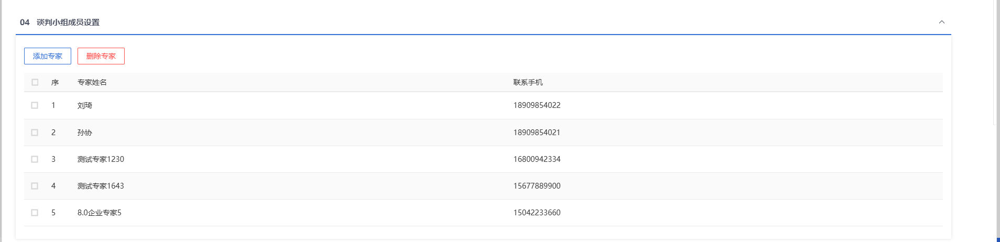 04 谈判小组成员设置
添加专家 删除专家
序 专家姓名 联系手机
1 刘琦 18909854022
2 孙协 18909854021
3 测试专家1230 16800942334
4 测试专家1643 15677889900
5 8.0企业专家5 15042233660